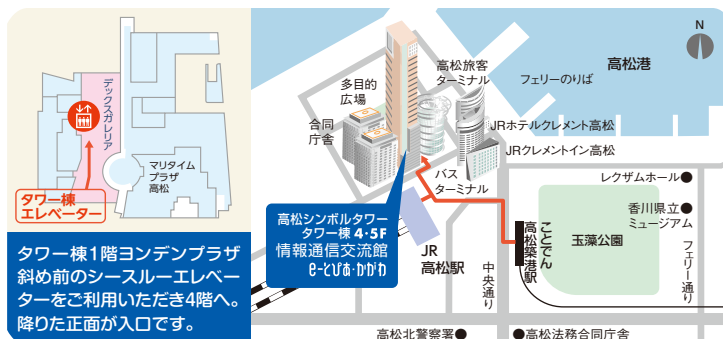 デックスガレリア
マリタイム
プラザ
高松
タワー棟
エレベーター
タワー棟1階ヨンデンプラザ
斜め前のシースルーエレベー
ターをご利用いただき4階へ。
降りた正面が入口です。
N
高松港
フェリーのりば
高松旅客
ターミナル
多目的
広場
合同
庁舎
JRホテルクレメント高松
JRクレメントイン高松
バス
ターミナル
レクザムホール
香川県立
ミュージアム
高松シンボルタワー
タワー棟 4・5F
情報通信交流館
e-とぴあ・かがわ
JR
高松駅
ことでん
高松築港駅
玉藻公園
中央通り
フェリー通り
高松北警察署
高松法務合同庁舎